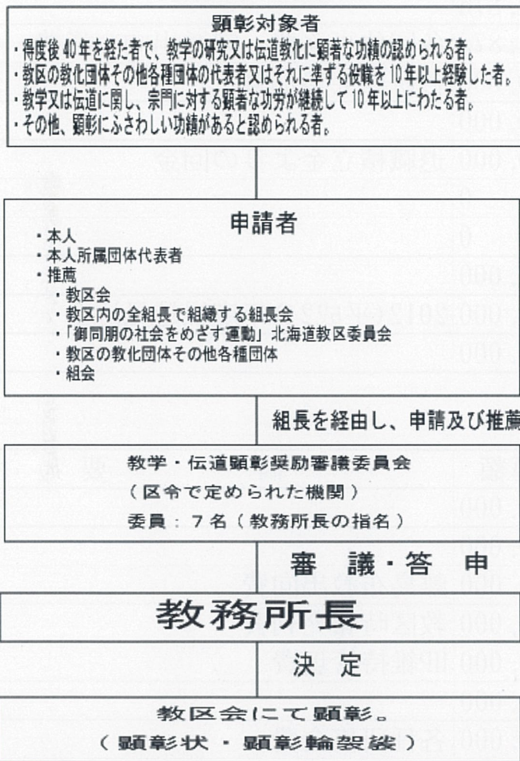 顕彰対象者
・得度後40年を経た者で、教学の研究又は伝道教化に顕著な功績の認められる者。
・教区の教化団体その他各種団体の代表者又はそれに準ずる役職を10年以上経験した者。
・教学又は伝道に関し、宗門に対する顕著な功労が継続して10年以上にわたる者。
・その他、顕彰にふさわしい功績があると認められる者。
申請者
・本人
・本人所属団体代表者
・推薦
・教区会
・教区内の全組長で組織する組長会
・「御同朋の社会をめざす運動」北海道教区委員会
・教区の教化団体その他各種団体
・組会
組長を経由し、申請及び推薦
教学・伝道顕彰奨励審議委員会
(区令で定められた機関)
委員:7名(教務所長の指名)
審 議・答 申
教務所長
決 定
教区会にて顕彰。
(顕彰状・顕彰輪袈裟)